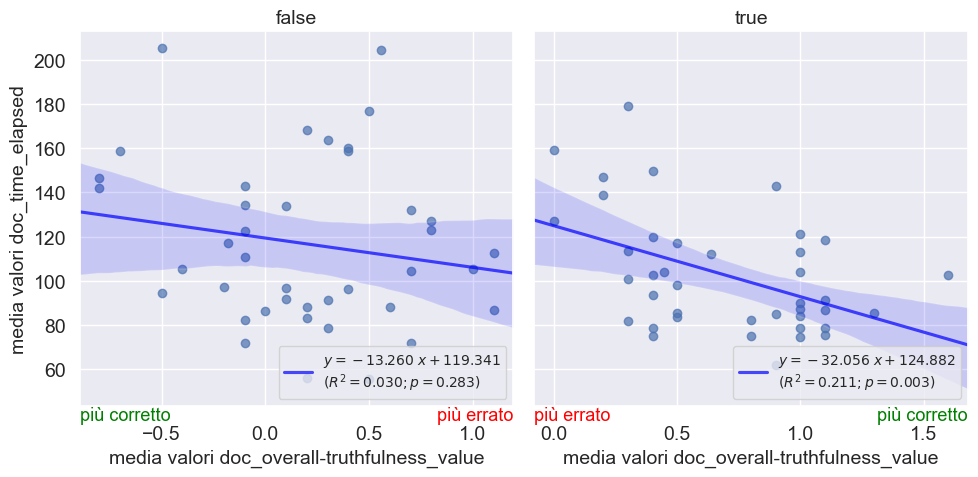 false
true
media valori doc_time_elapsed
200
180
160
140
120
100
80
60
y = −13.260 x + 119.341
(R² = 0.030; p = 0.283)
y = −32.056 x + 124.882
(R² = 0.211; p = 0.003)
più corretto
più errato
più errato
più corretto
−0.5
0.0
0.5
1.0
0.0
0.5
1.0
1.5
media valori doc_overall-truthfulness_value
media valori doc_overall-truthfulness_value